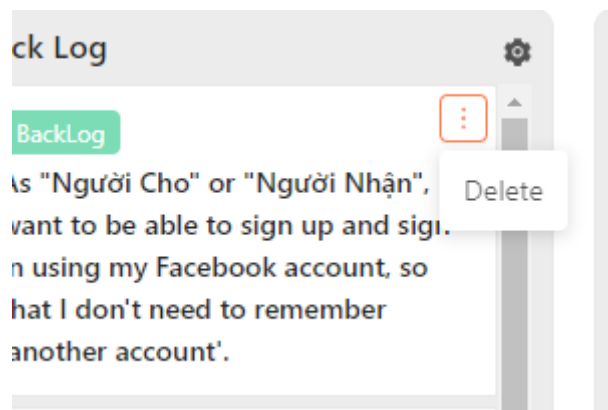 ck Log
BackLog
As "Người Cho" or "Người Nhận",
Delete
want to be able to sign up and sign
n using my Facebook account, so
hat I don't need to remember
another account'.